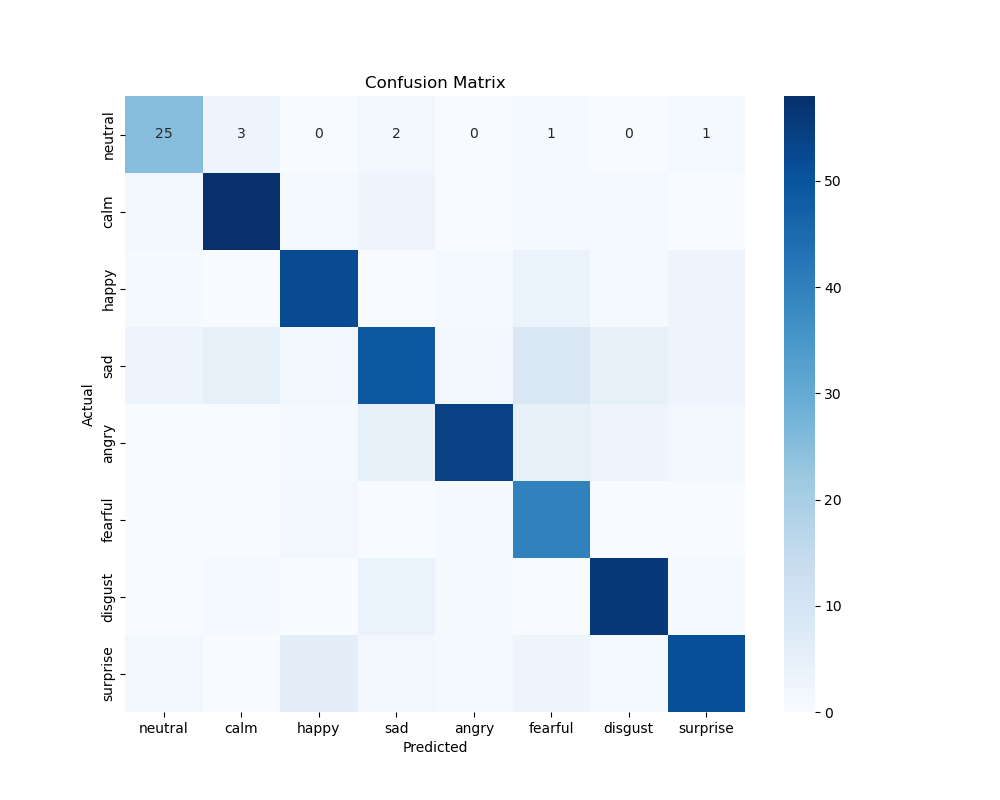 Confusion Matrix
neutral 25 3 0 2 0 1 0 1
calm
happy
sad
angry
fearful
disgust
surprise
Actual
neutral calm happy sad angry fearful disgust surprise
Predicted
50
40
30
20
10
0